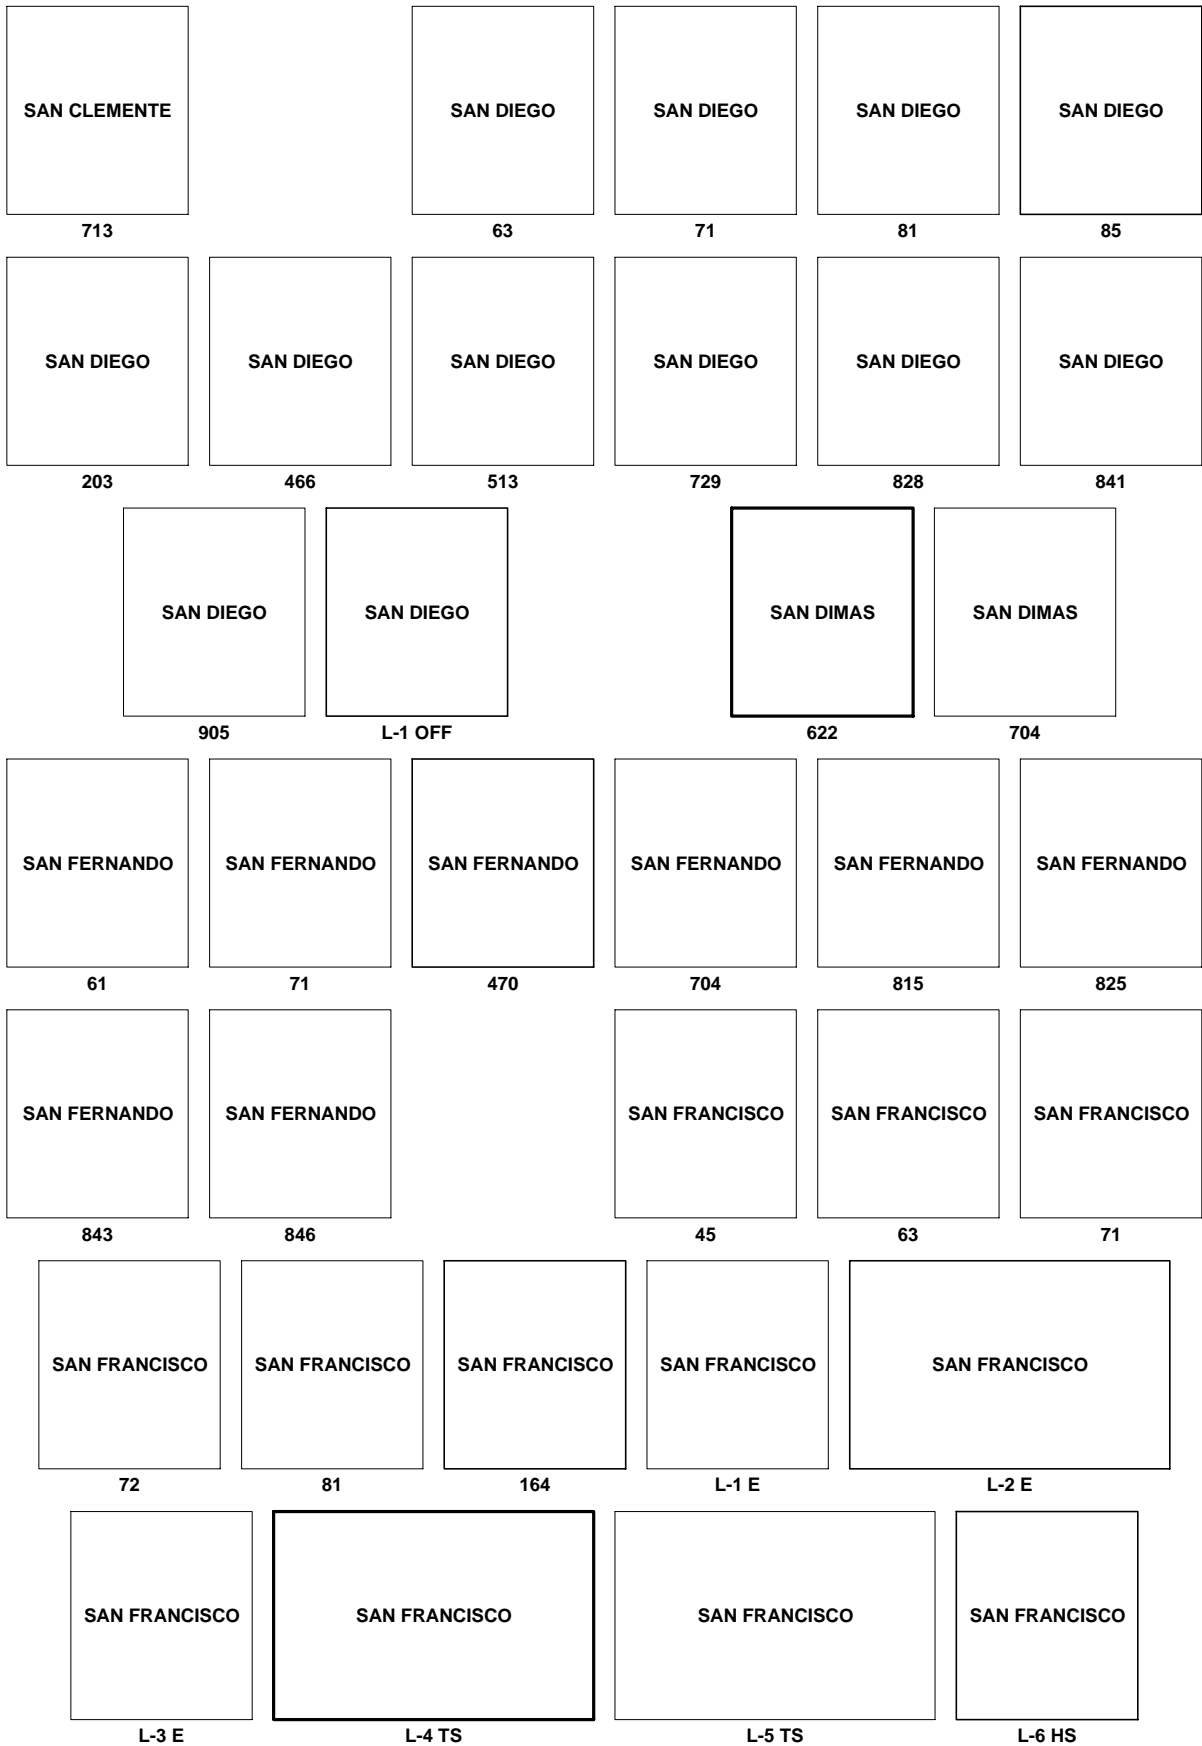 SAN CLEMENTE
713
SAN DIEGO
63
SAN DIEGO
71
SAN DIEGO
81
SAN DIEGO
85
SAN DIEGO
203
SAN DIEGO
466
SAN DIEGO
513
SAN DIEGO
729
SAN DIEGO
828
SAN DIEGO
841
SAN DIEGO
905
SAN DIEGO
L-1 OFF
SAN DIMAS
622
SAN DIMAS
704
SAN FERNANDO
61
SAN FERNANDO
71
SAN FERNANDO
470
SAN FERNANDO
704
SAN FERNANDO
815
SAN FERNANDO
825
SAN FERNANDO
843
SAN FERNANDO
846
SAN FRANCISCO
45
SAN FRANCISCO
63
SAN FRANCISCO
71
SAN FRANCISCO
72
SAN FRANCISCO
81
SAN FRANCISCO
164
SAN FRANCISCO
L-1 E
SAN FRANCISCO
L-2 E
SAN FRANCISCO
L-3 E
SAN FRANCISCO
L-4 TS
SAN FRANCISCO
L-5 TS
SAN FRANCISCO
L-6 HS